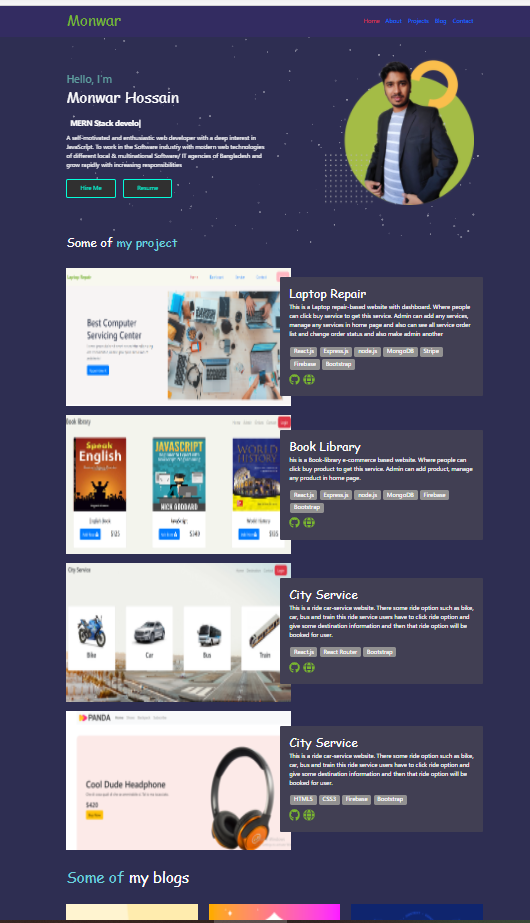 Monwar
Home About Projects Blog Contact
Hello, I'm
Monwar Hossain
MERN Stack develo|
A self-motivated and enthusiastic web developer with a deep interest in
JavaScript. To work in the Software industry with modern web technologies
of different local & multinational Software/ IT agencies of Bangladesh and
grow rapidly with increasing responsibilities
Hire Me Resume
Some of my project
Laptop Repair
Best Computer
Servicing Center
Laptop Repair
This is a Laptop repair-based website with dashboard. Where people
can click buy service to get this service. Admin can add any services,
manage any services in home page and also can see all service order
list and change order status and also make admin another
React.js Express.js node.js MongoDB Stripe
Firebase Bootstrap
Book library
Speak
English
JAVASCRIPT
NICK GODDARD
WORLD
HISTORY
English Book
JavaScript
World History
$125
$340
Book Library
his is a Book-library e-commerce based website. Where people can
click buy product to get this service. Admin can add product, manage
any product in home page.
React.js Express.js node.js MongoDB Firebase
Bootstrap
City Service
Login
Bike Car Bus Train
City Service
This is a ride car-service website. There some ride option such as bike,
car, bus and train this ride service users have to click ride option and
give some destination information and then that ride option will be
booked for user.
React.js React Router Bootstrap
PANDA
Cool Dude Headphone
$420
Buy Now
City Service
This is a ride car-service website. There some ride option such as bike,
car, bus and train this ride service users have to click ride option and
give some destination information and then that ride option will be
booked for user.
HTML5 CSS3 Firebase Bootstrap
Some of my blogs